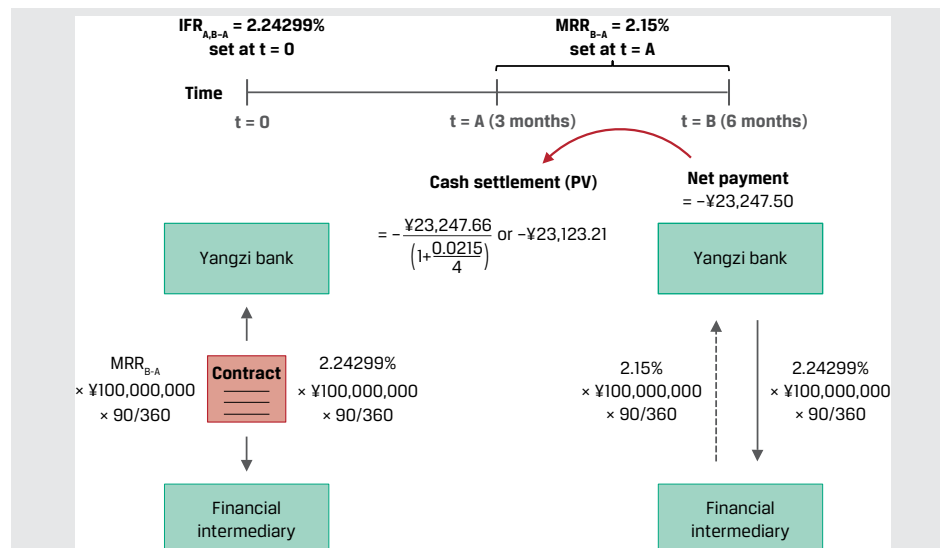 IFR A,B–A = 2.24299%
set at t = 0
MRR B–A = 2.15%
set at t = A
Time
t = 0
t = A (3 months)
t = B (6 months)
Cash settlement (PV)
Net payment
= –¥23,247.50
= – ¥23,247.66 / (1+ 0.0215 / 4) or –¥23,123.21
Yangzi bank
Yangzi bank
MRR B-A
× ¥100,000,000
× 90/360
Contract
2.24299%
× ¥100,000,000
× 90/360
2.15%
× ¥100,000,000
× 90/360
2.24299%
× ¥100,000,000
× 90/360
Financial
intermediary
Financial
intermediary